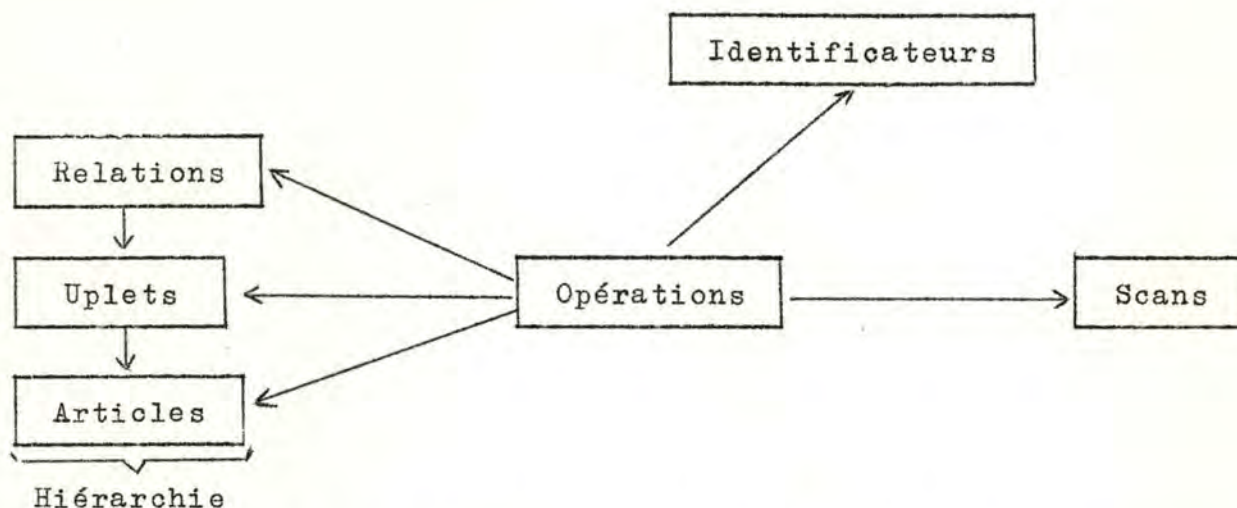 Identificateurs
Relations
Uplets
Opérations
Scans
Articles
Hiérarchie